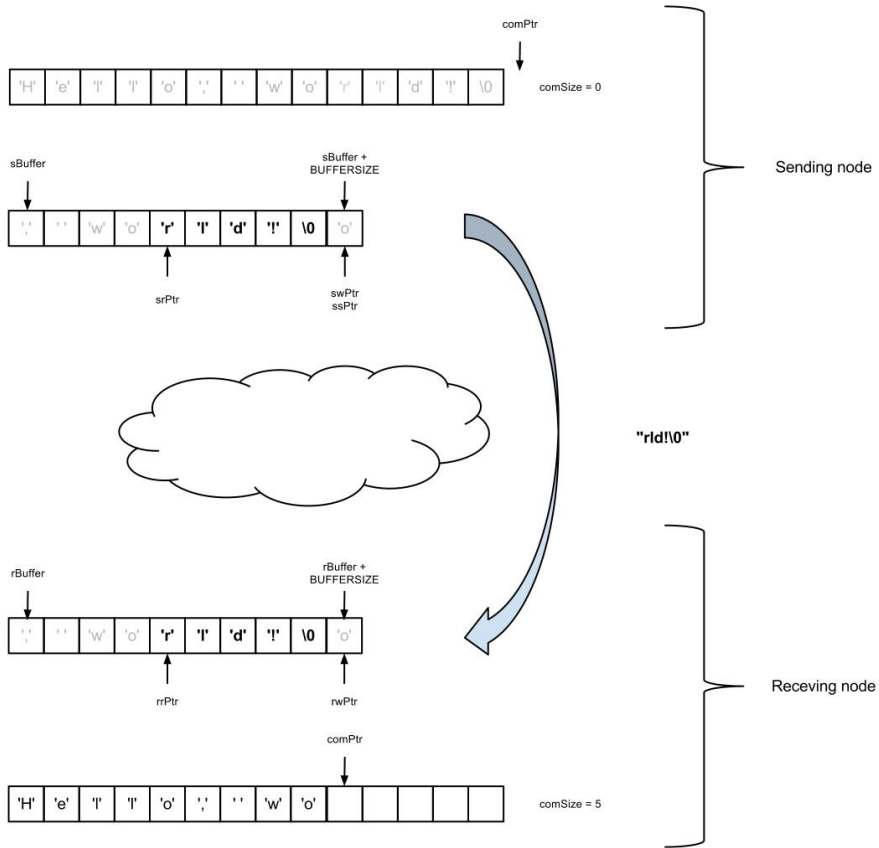 comPtr
'H' 'e' 'l' 'l' 'o' ',' ' ' 'w' 'o' 'r' 'l' 'd' '!' \0
comSize = 0
sBuffer
sBuffer +
BUFFERSIZE
Sending node
',' ' ' 'w' 'o' 'r' 'l' 'd' '!' \0 'o'
srPtr
swPtr
ssPtr
"rld!\0"
rBuffer
rBuffer +
BUFFERSIZE
',' ' ' 'w' 'o' 'r' 'l' 'd' '!' \0 'o'
rrPtr
rwPtr
Receving node
comPtr
'H' 'e' 'l' 'l' 'o' ',' ' ' 'w' 'o'
comSize = 5